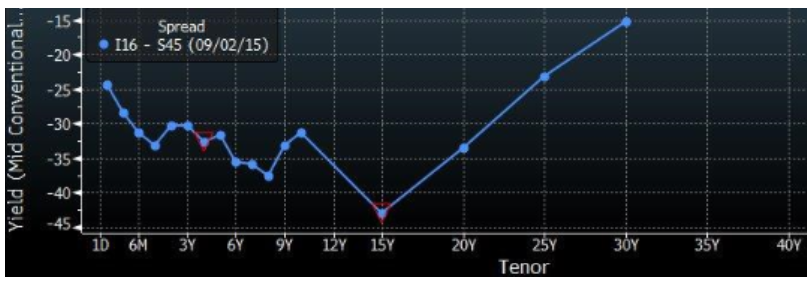 Yield (Mid Conventional...
-15
-20
-25
-30
-35
-40
-45
Spread
I16 - S45 (09/02/15)
1D 6M 3Y 6Y 9Y 12Y 15Y 20Y 25Y 30Y 35Y 40Y
Tenor